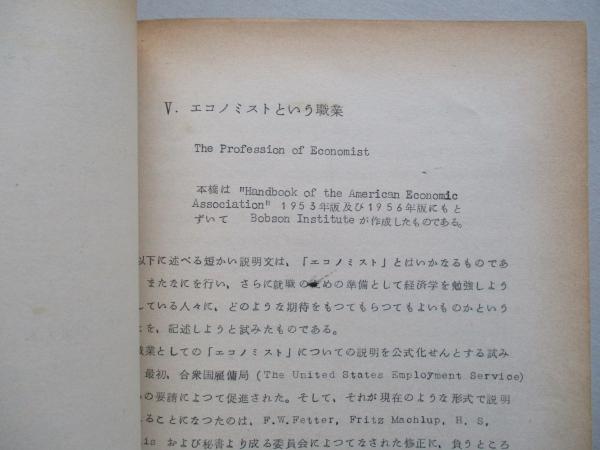 V. エコノミストという職業
The Profession of Economist
本橋は "Handbook of the American Economic
Association" 1953年版及び1956年版にもと
ずいて Bobson Institute が作成したものである。
以下に述べる短かい説明文は、「エコノミスト」とはいかなるものであ
またなにを行い、さらに就職のための準備として経済学を勉強しよう
している人々に、どのような期待をもつてもらつてもよいものかという
を、記述しようと試みたものである。
職業としての「エコノミスト」についての説明を公式化せんとする試み
最初、合衆国雇傭局 (The United States Employment Service)
の要請によつて促進された。そして、それが現在のような形式で説明
ることになつたのは、F.W.Fetter, Fritz Machlup, H. S,
is および秘書より成る委員会によつてなされた修正に、負うところ